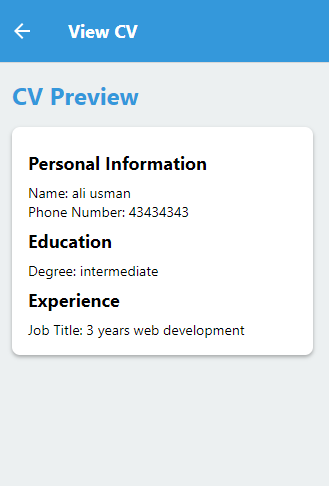 View CV
CV Preview
Personal Information
Name: ali usman
Phone Number: 43434343
Education
Degree: intermediate
Experience
Job Title: 3 years web development